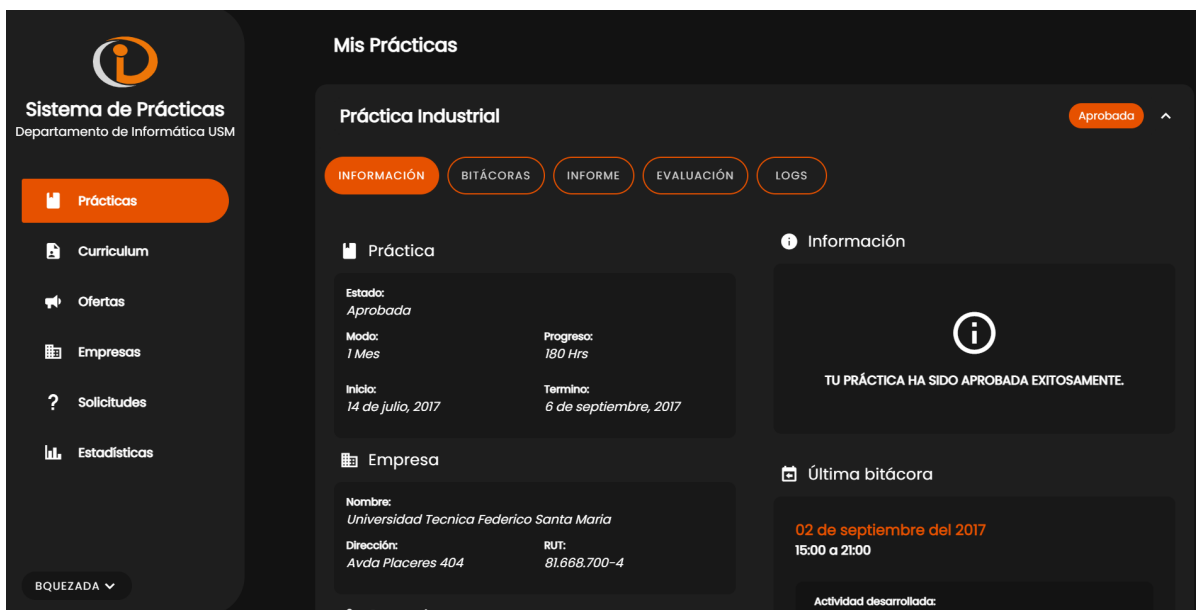 Sistema de Prácticas
Departamento de Informática USM
Prácticas
Curriculum
Ofertas
Empresas
Solicitudes
Estadísticas
BQUEZADA
Mis Prácticas
Práctica Industrial
Aprobada
INFORMACIÓN
BITÁCORAS
INFORME
EVALUACIÓN
LOGS
Práctica
Estado:
Aprobada
Modo:
Progreso:
1 Mes
180 Hrs
Inicio:
Termino:
14 de julio, 2017
6 de septiembre, 2017
Empresa
Nombre:
Universidad Tecnica Federico Santa Maria
Dirección:
RUT:
Avda Placeres 404
81.668.700-4
Información
TU PRÁCTICA HA SIDO APROBADA EXITOSAMENTE.
Última bitácora
02 de septiembre del 2017
15:00 a 21:00
Actividad desarrollada: